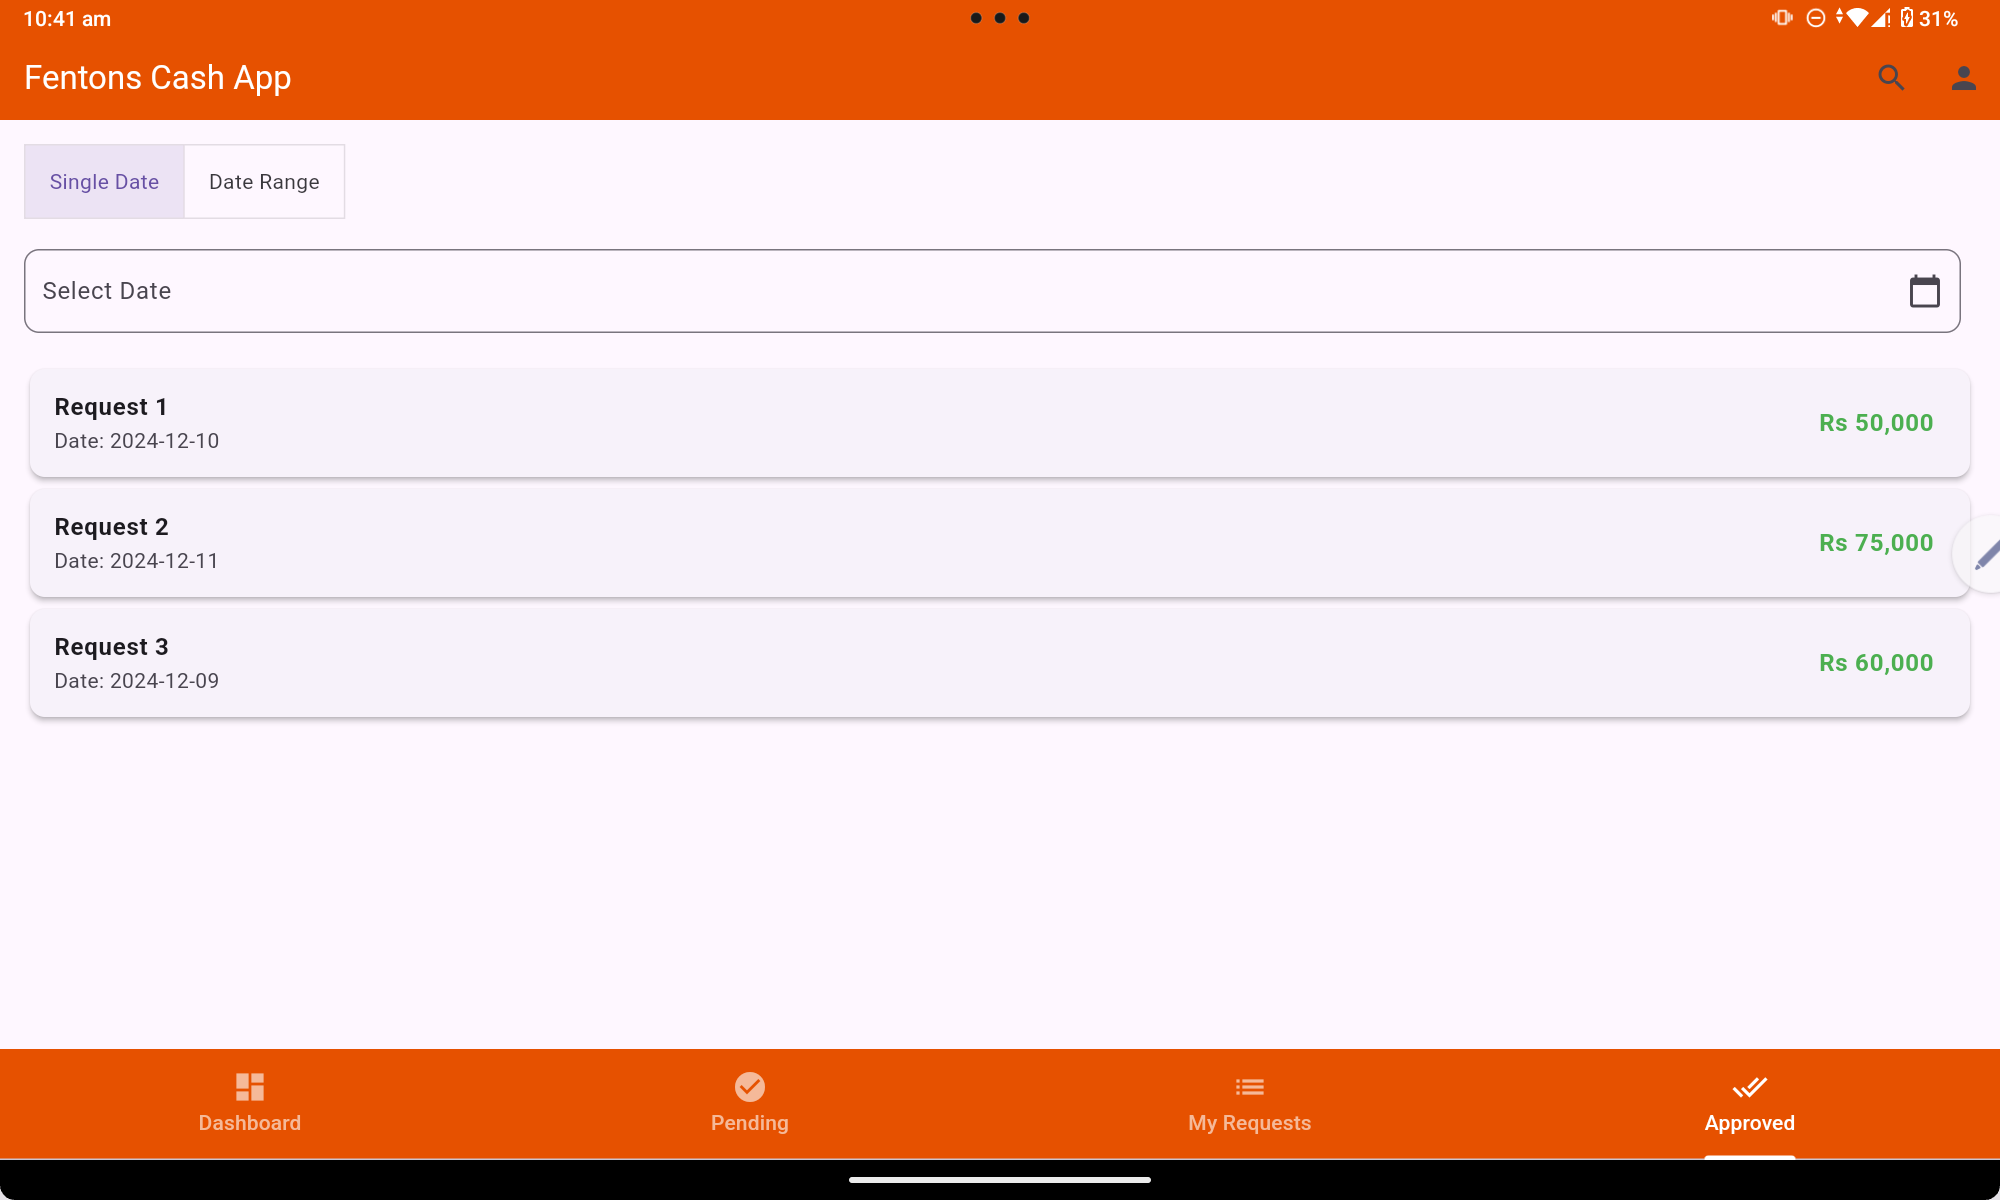 10:41 am
31%
Fentons Cash App
Single Date
Date Range
Select Date
Request 1
Date: 2024-12-10
Rs 50,000
Request 2
Date: 2024-12-11
Rs 75,000
Request 3
Date: 2024-12-09
Rs 60,000
Dashboard
Pending
My Requests
Approved